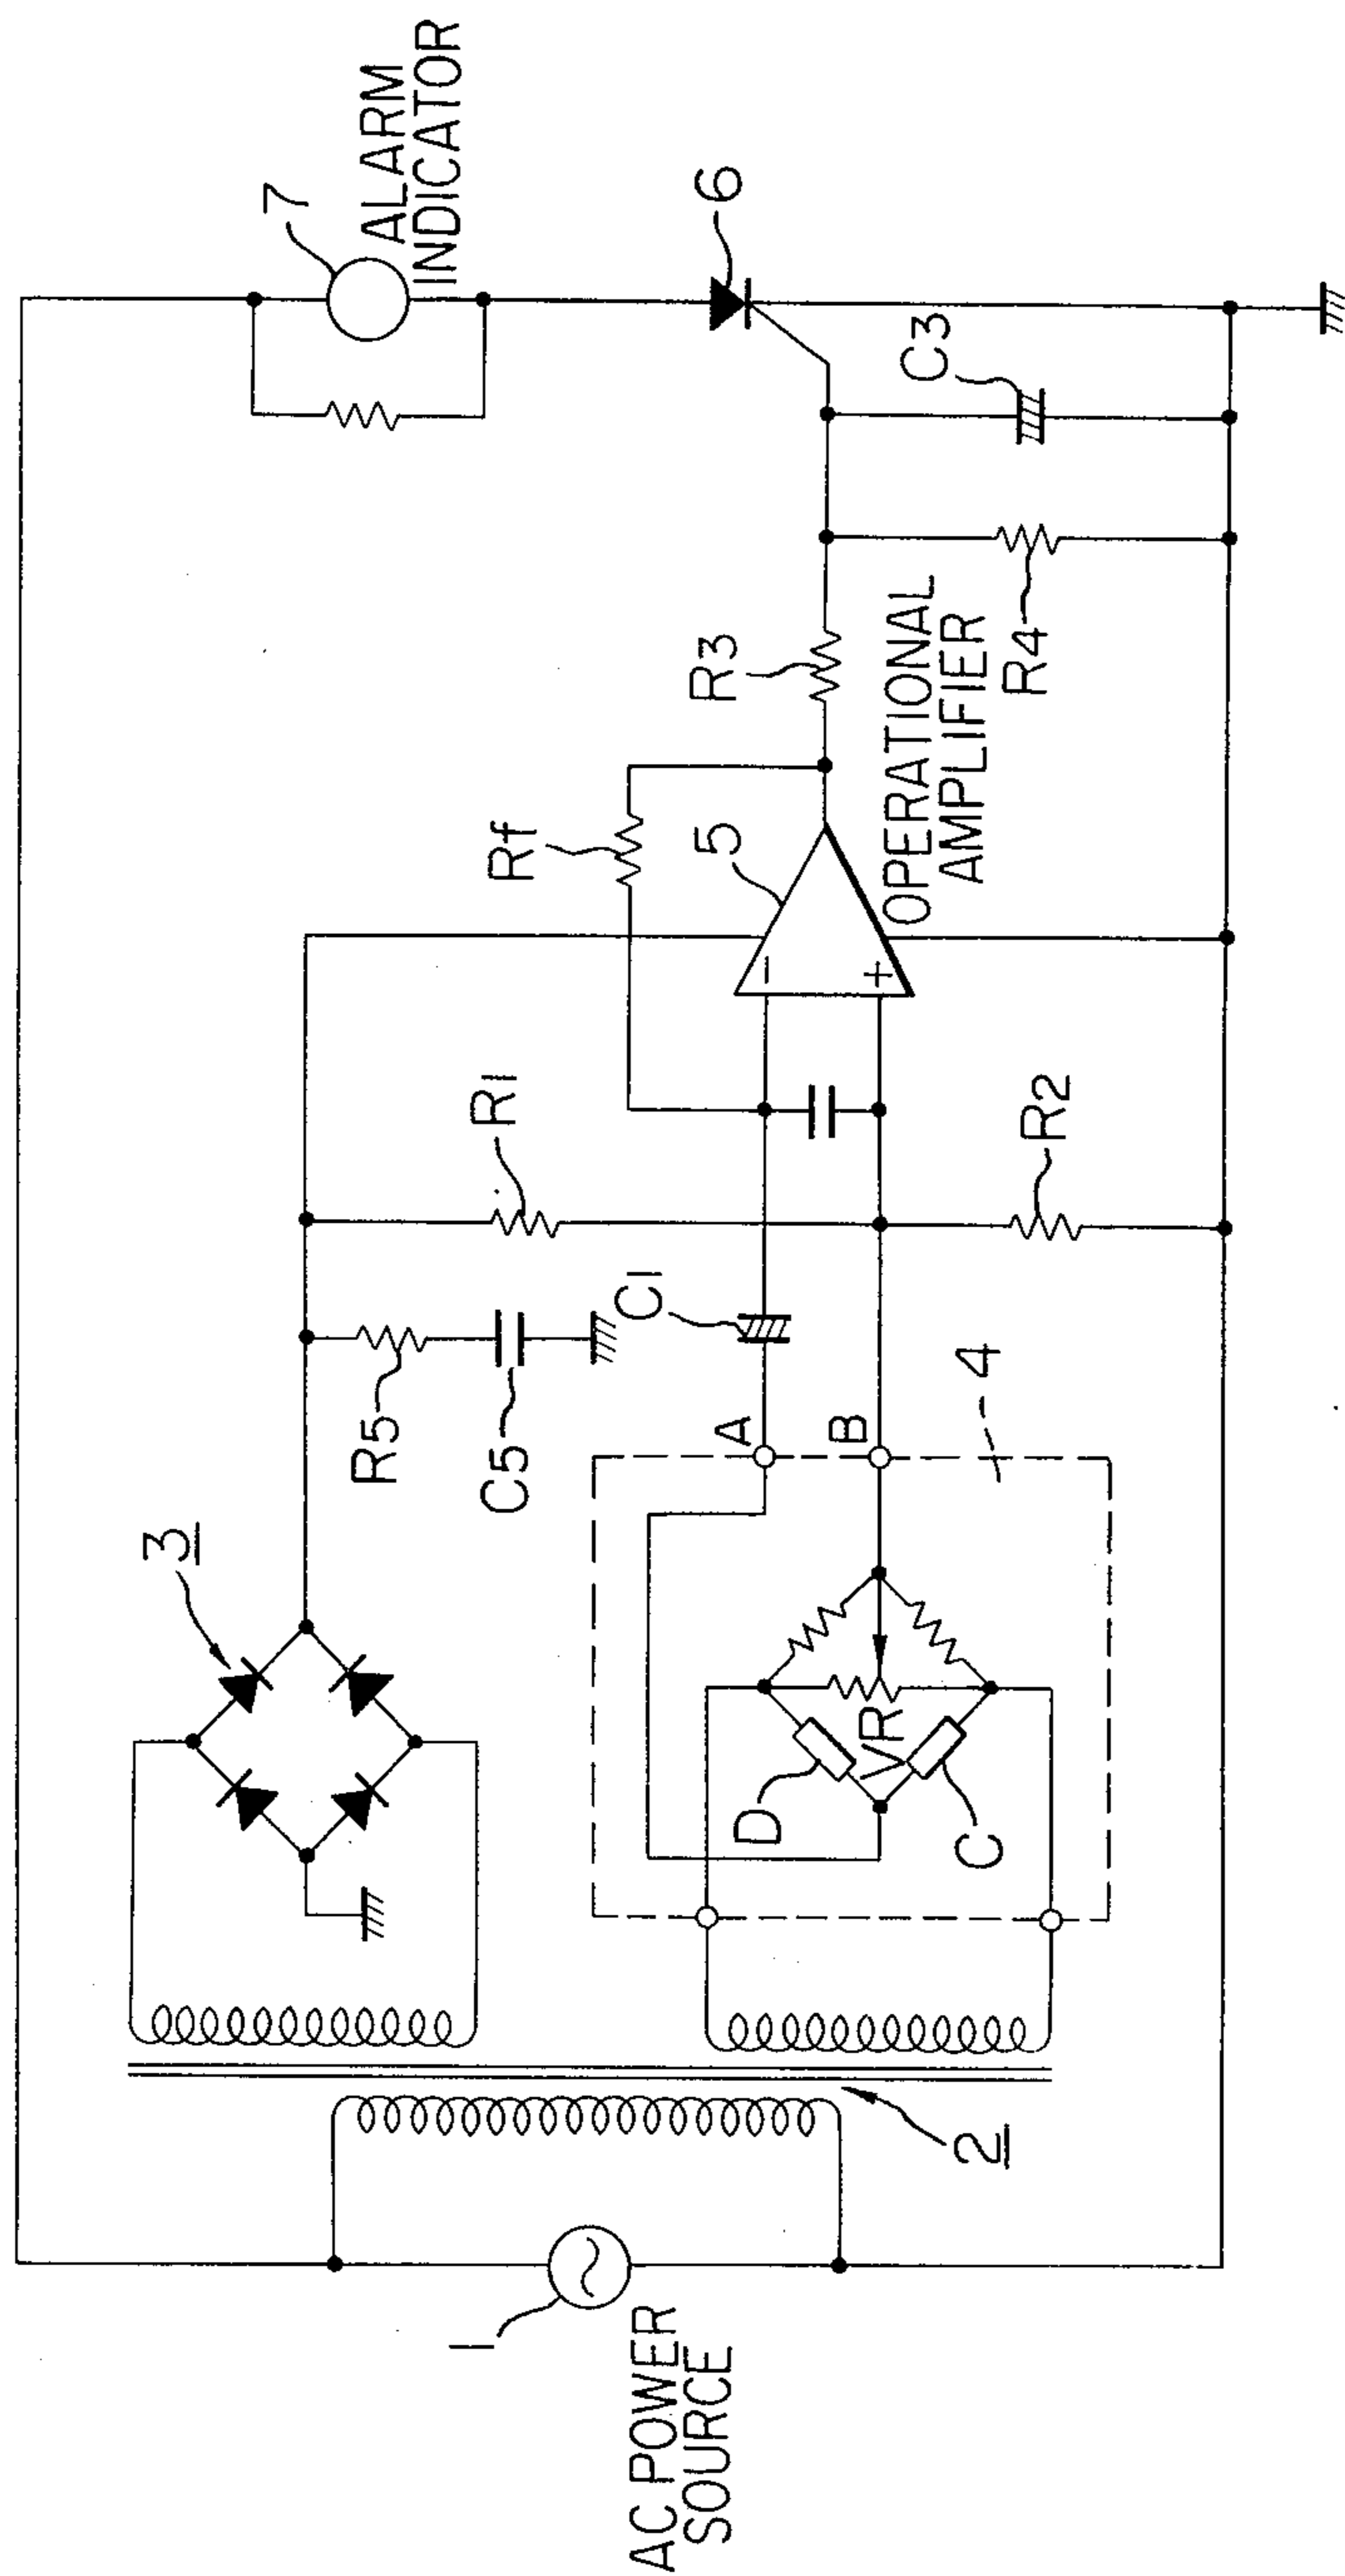 7
ALARM
INDICATOR
6
C3
R3
R4
Rf
5
OPERATIONAL
AMPLIFIER
R1
R2
C1
R5
C5
3
A
B
4
D
VR
C
-
+
2
1
AC POWER
SOURCE